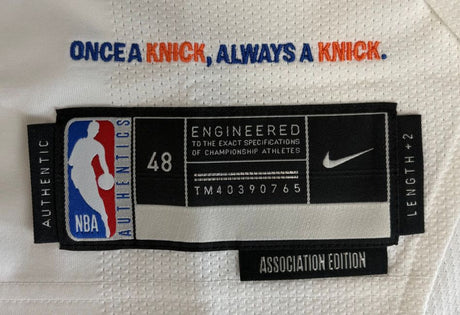 ONCE A KNICK, ALWAYS A KNICK.
AUTHENTIC
NBA
AUTHENTICS
48
ENGINEERED
TO THE EXACT SPECIFICATIONS
OF CHAMPIONSHIP ATHLETES
TM40390765
LENGTH +2
ASSOCIATION EDITION